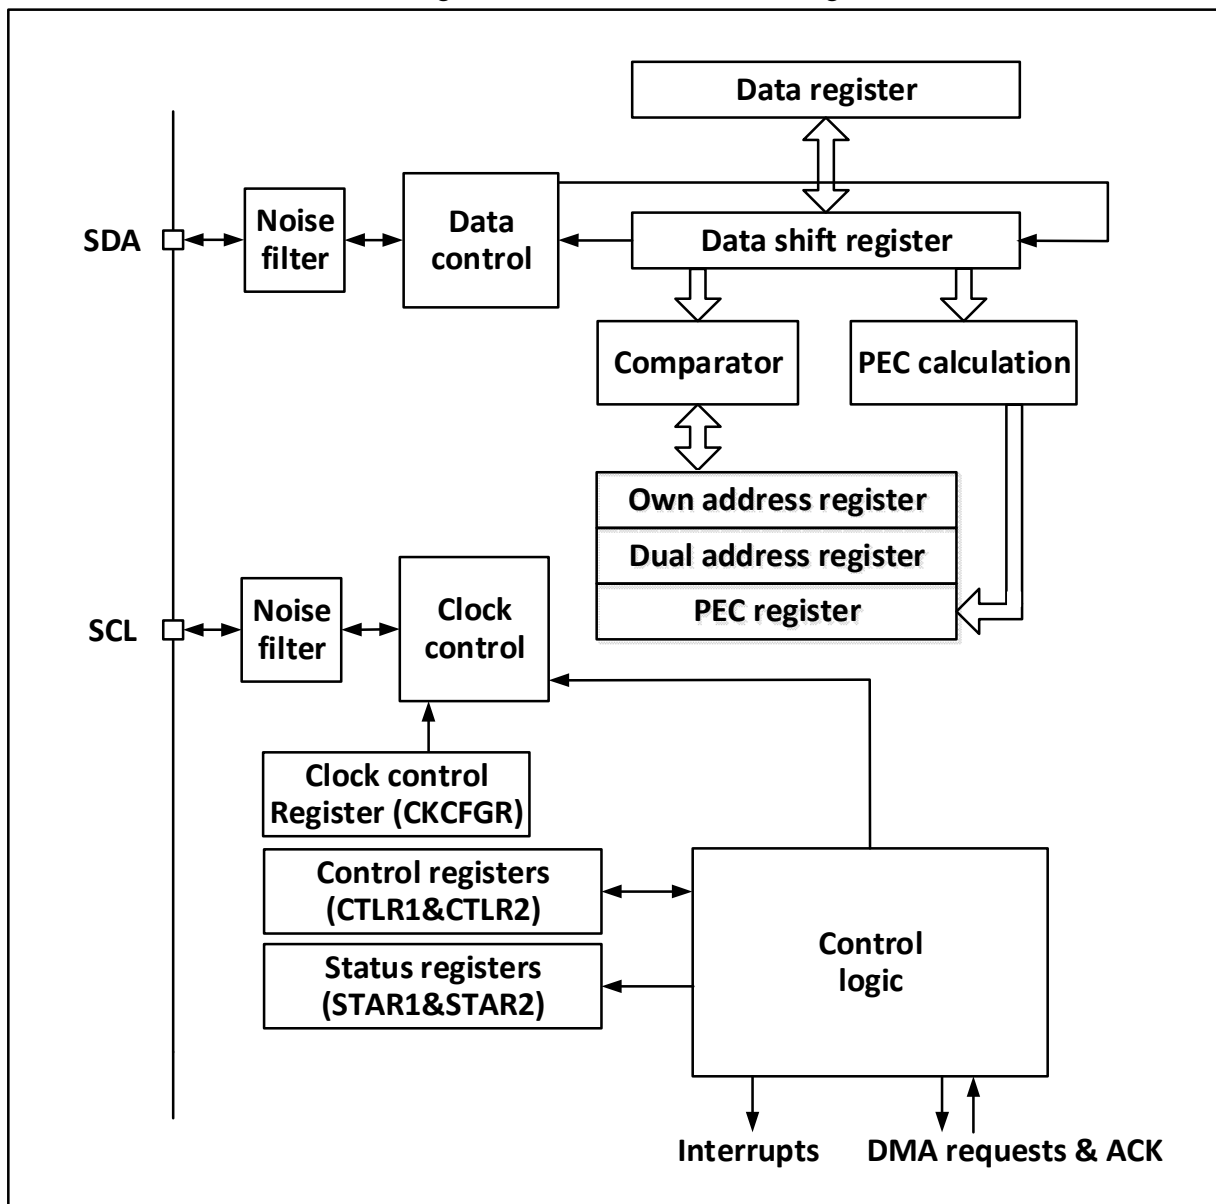 Data register
Noise
filter
Data
control
SDA
Data shift register
Comparator
PEC calculation
Own address register
Dual address register
PEC register
Noise
filter
Clock
control
SCL
Clock control
Register (CKCFGR)
Control registers
(CTLR1&CTLR2)
Status registers
(STAR1&STAR2)
Control
logic
Interrupts
DMA requests & ACK